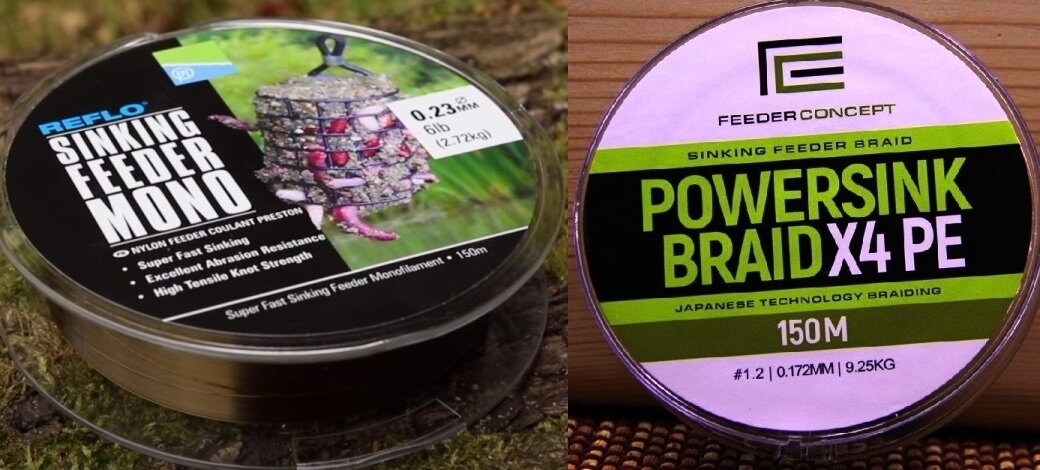 REFLO®
SINKING
FEEDER
MONO
FR NYLON FEEDER COULANT PRESTON
• Super Fast Sinking
• Excellent Abrasion Resistance
• High Tensile Knot Strength
Super Fast Sinking Feeder Monofilament • 150m
0.23 Ø MM
6lb
(2.72kg)
FEEDERCONCEPT
SINKING FEEDER BRAID
POWERSINK
BRAID X4 PE
JAPANESE TECHNOLOGY BRAIDING
150M
#1.2 | 0.172MM | 9.25KG